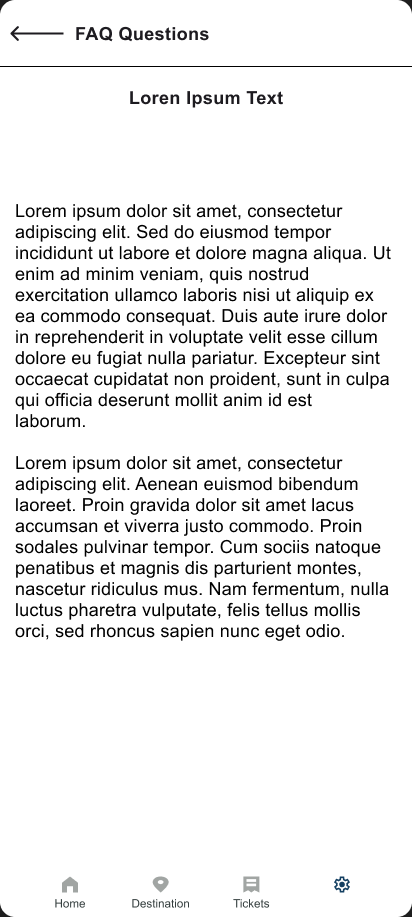 FAQ Questions
Loren Ipsum Text
Lorem ipsum dolor sit amet, consectetur
adipiscing elit. Sed do eiusmod tempor
incididunt ut labore et dolore magna aliqua. Ut
enim ad minim veniam, quis nostrud
exercitation ullamco laboris nisi ut aliquip ex
ea commodo consequat. Duis aute irure dolor
in reprehenderit in voluptate velit esse cillum
dolore eu fugiat nulla pariatur. Excepteur sint
occaecat cupidatat non proident, sunt in culpa
qui officia deserunt mollit anim id est
laborum.
Lorem ipsum dolor sit amet, consectetur
adipiscing elit. Aenean euismod bibendum
laoreet. Proin gravida dolor sit amet lacus
accumsan et viverra justo commodo. Proin
sodales pulvinar tempor. Cum sociis natoque
penatibus et magnis dis parturient montes,
nascetur ridiculus mus. Nam fermentum, nulla
luctus pharetra vulputate, felis tellus mollis
orci, sed rhoncus sapien nunc eget odio.
Home
Destination
Tickets